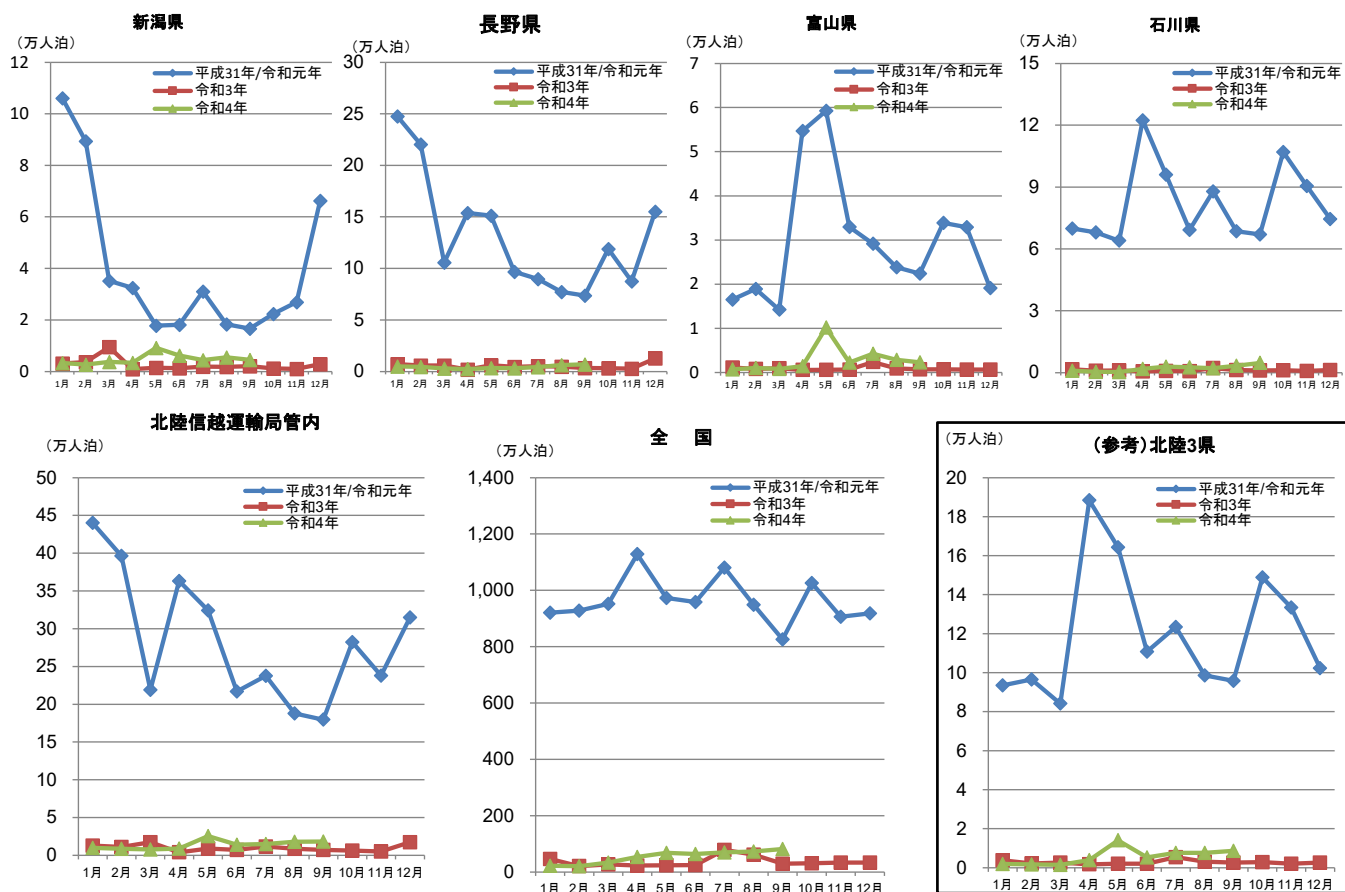 新潟県
(万人泊)
平成31年/令和元年
令和3年
令和4年
12
10
8
6
4
2
0
1月 2月 3月 4月 5月 6月 7月 8月 9月 10月 11月 12月
長野県
(万人泊)
平成31年/令和元年
令和3年
令和4年
30
25
20
15
10
5
0
1月 2月 3月 4月 5月 6月 7月 8月 9月 10月 11月 12月
富山県
(万人泊)
平成31年/令和元年
令和3年
令和4年
7
6
5
4
3
2
1
0
1月 2月 3月 4月 5月 6月 7月 8月 9月 10月 11月 12月
石川県
(万人泊)
平成31年/令和元年
令和3年
令和4年
15
12
9
6
3
0
1月 2月 3月 4月 5月 6月 7月 8月 9月 10月 11月 12月
北陸信越運輸局管内
(万人泊)
平成31年/令和元年
令和3年
令和4年
50
45
40
35
30
25
20
15
10
5
0
1月 2月 3月 4月 5月 6月 7月 8月 9月 10月 11月 12月
全 国
(万人泊)
平成31年/令和元年
令和3年
令和4年
1,400
1,200
1,000
800
600
400
200
0
1月 2月 3月 4月 5月 6月 7月 8月 9月 10月 11月 12月
(参考)北陸3県
(万人泊)
平成31年/令和元年
令和3年
令和4年
20
18
16
14
12
10
8
6
4
2
0
1月 2月 3月 4月 5月 6月 7月 8月 9月 10月 11月 12月